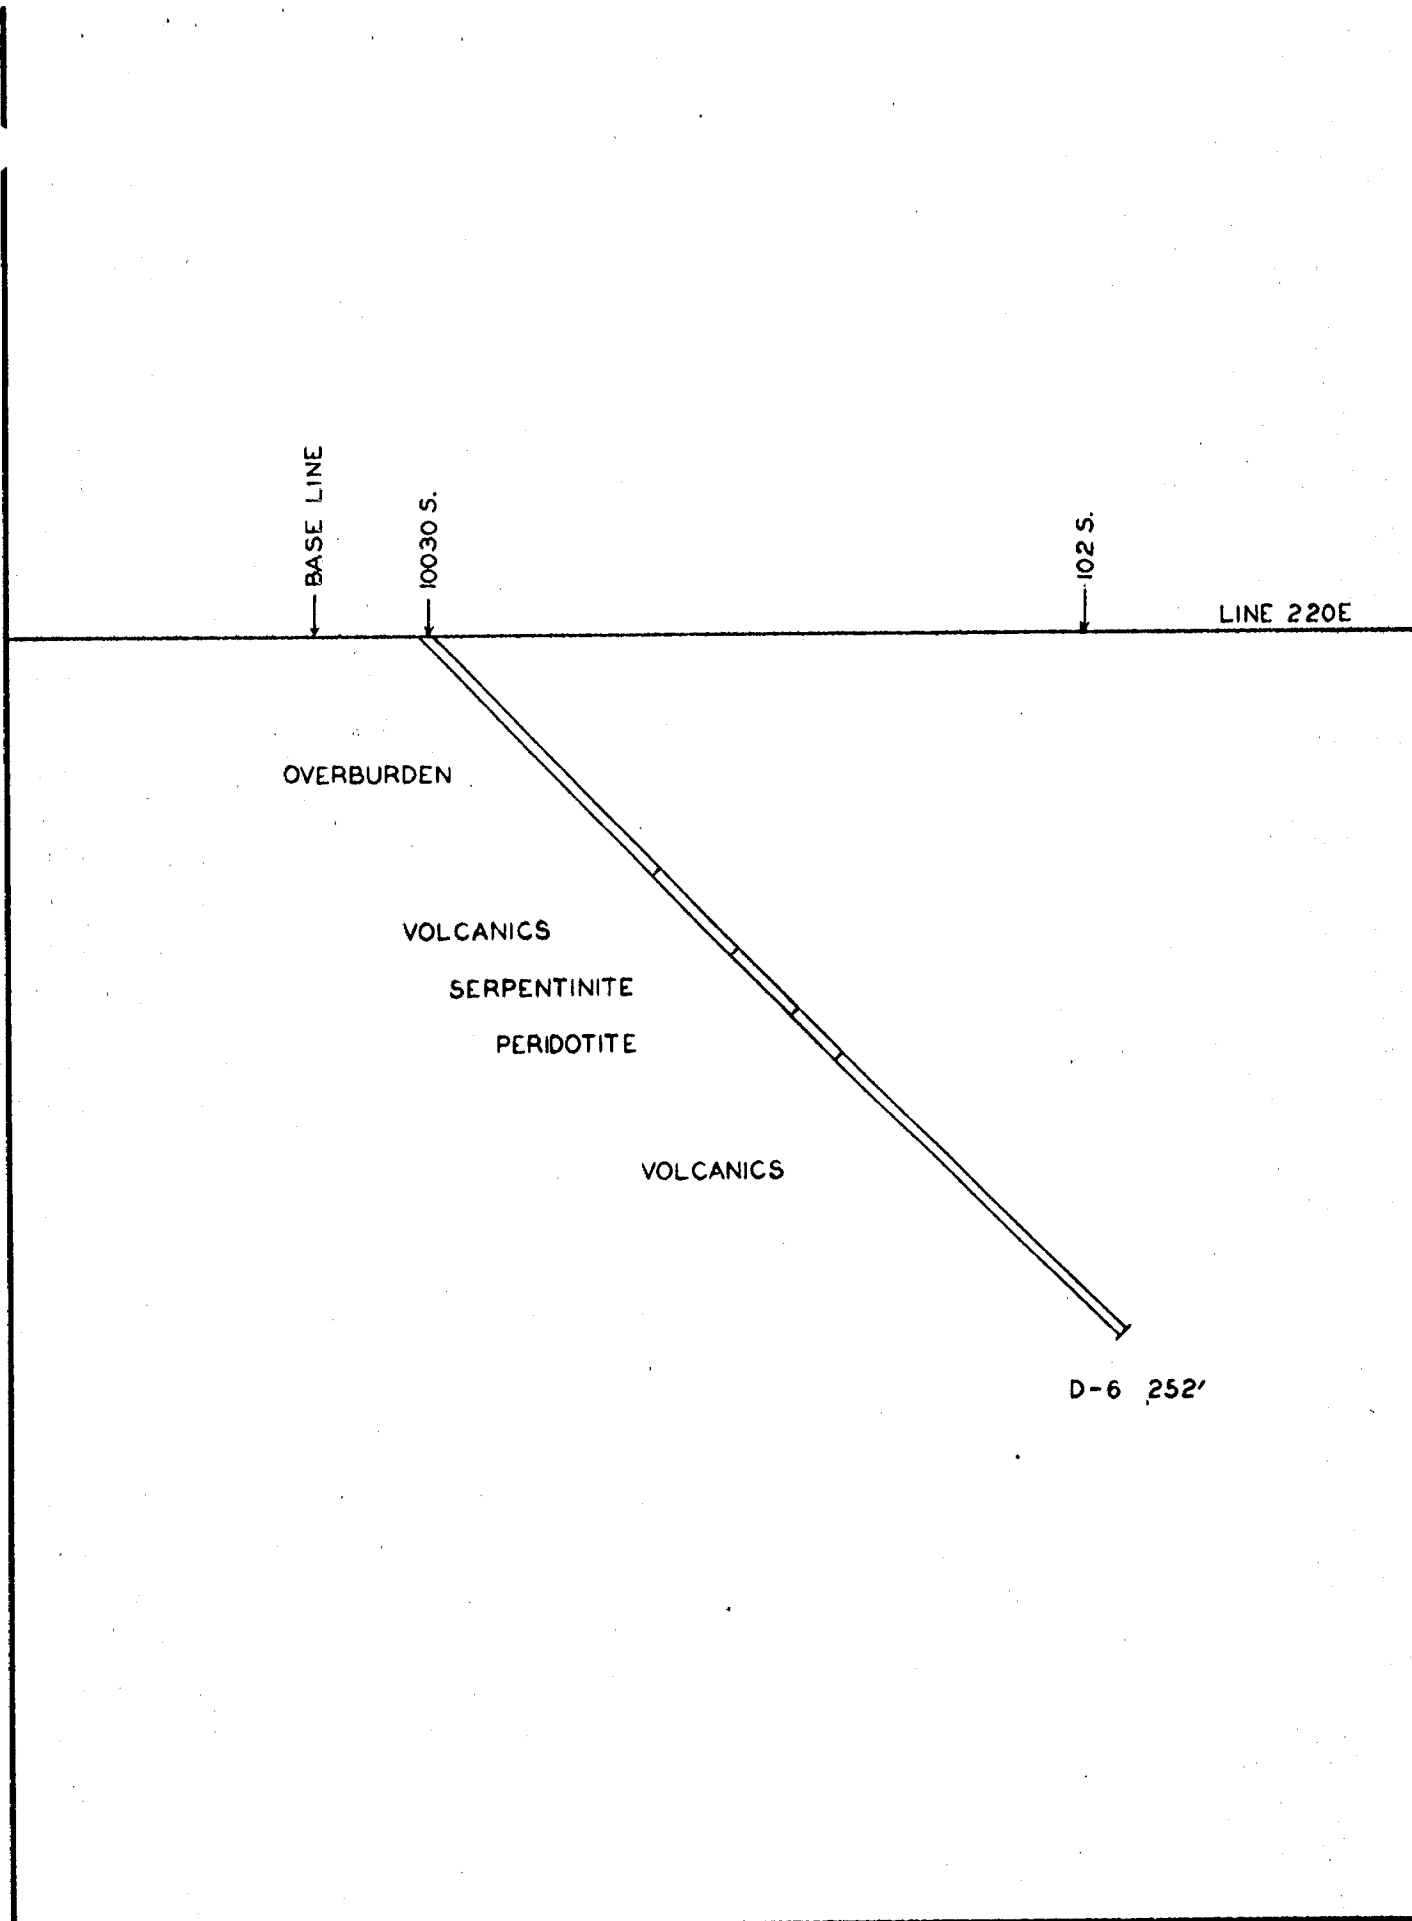 BASE LINE
10030 S.
102 S.
LINE 220E
OVERBURDEN
VOLCANICS
SERPENTINITE
PERIDOTITE
VOLCANICS
D-6 252'